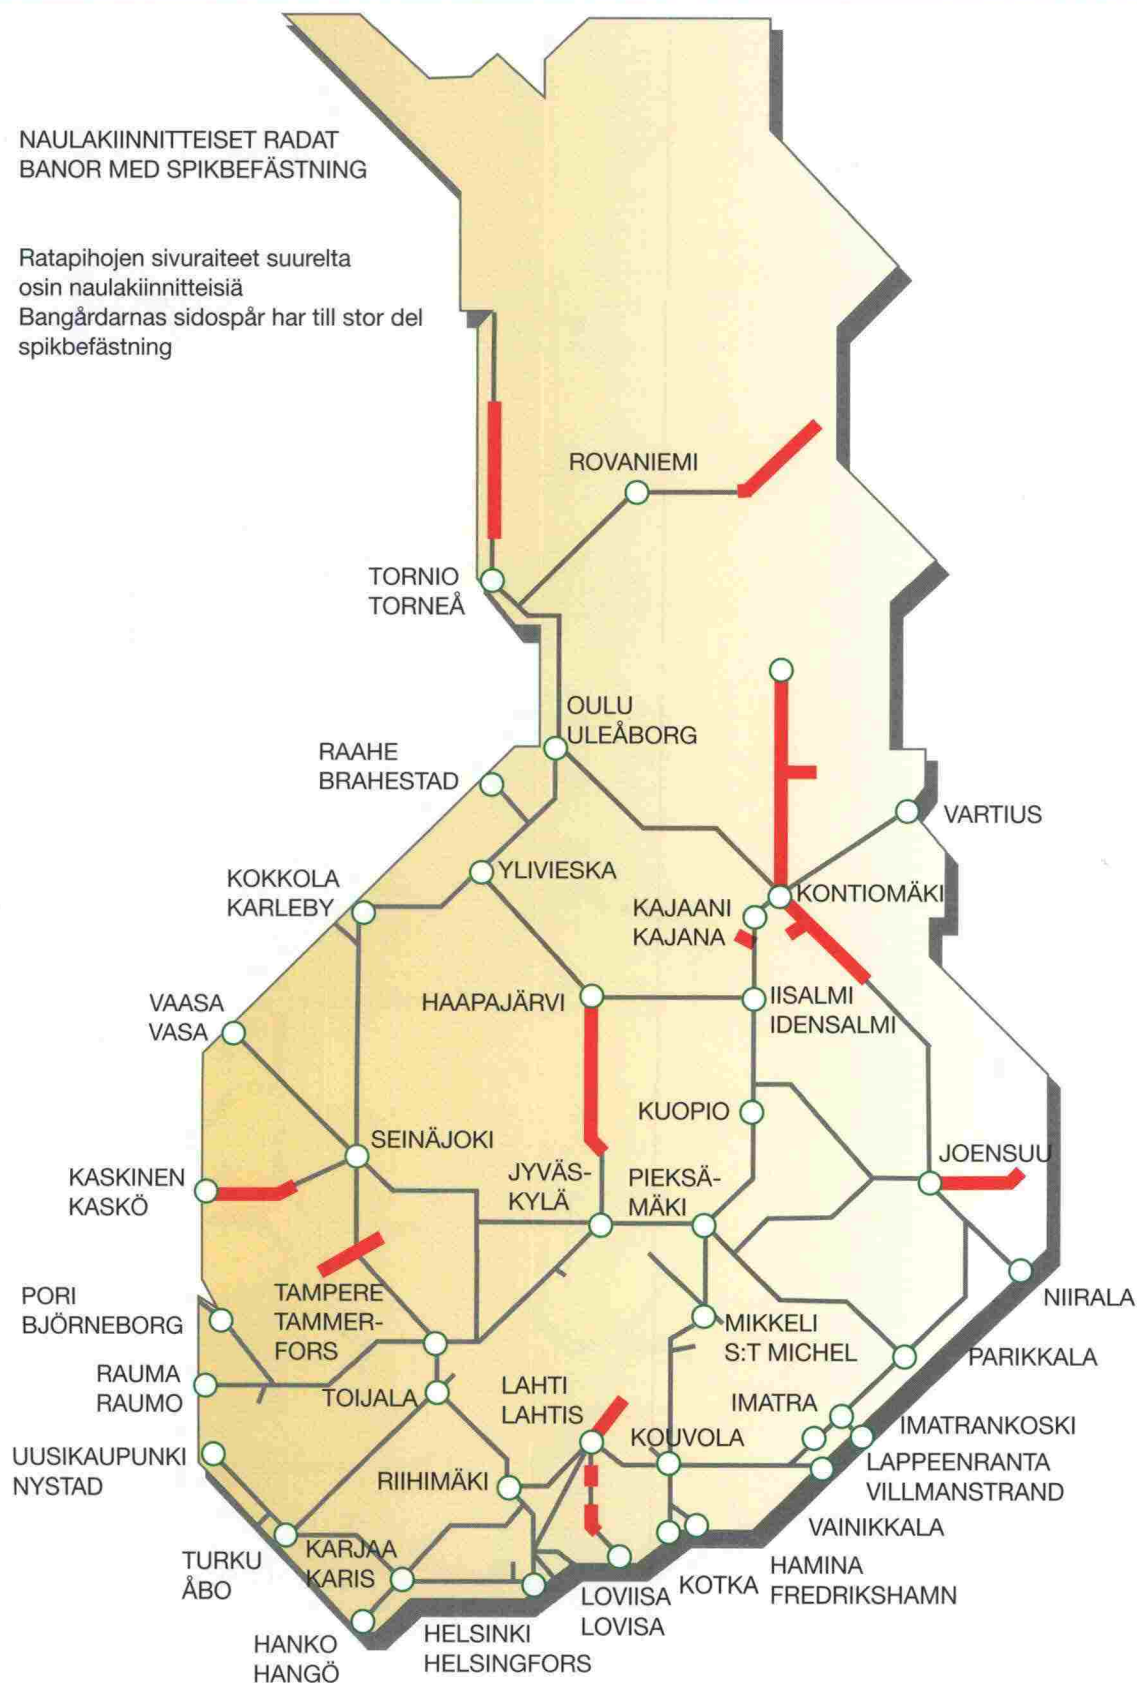 NAULAKIINNITTEISET RADAT
BANOR MED SPIKBEFÄSTNING
Ratapihojen sivuraiteet suurelta
osin naulakiinnitteisiä
Bangårdarnas sidospår har till stor del
spikbefästning
ROVANIEMI
TORNIO
TORNEÅ
OULU
ULEÅBORG
RAAHE
BRAHESTAD
VARTIUS
YLIVIESKA
KOKKOLA
KARLEBY
KONTIOMÄKI
KAJAANI
KAJANA
VAASA
VASA
HAAPAJÄRVI
IISALMI
IDENSALMI
KUOPIO
SEINÄJOKI
JOENSUU
KASKINEN
KASKÖ
JYVÄS-
KYLÄ
PIEKSÄ-
MÄKI
PORI
BJÖRNEBORG
TAMPERE
TAMMER-
FORS
NIIRALA
MIKKELI
S:T MICHEL
PARIKKALA
RAUMA
RAUMO
TOIJALA
LAHTI
LAHTIS
IMATRA
IMATRANKOSKI
KOUVOLA
UUSIKAUPUNKI
NYSTAD
RIIHIMÄKI
LAPPEENRANTA
VILLMANSTRAND
VAINIKKALA
TURKU
ÅBO
KARJAA
KARIS
HAMINA
FREDRIKSHAMN
KOTKA
LOVIISA
LOVISA
HELSINKI
HELSINGFORS
HANKO
HANGÖ